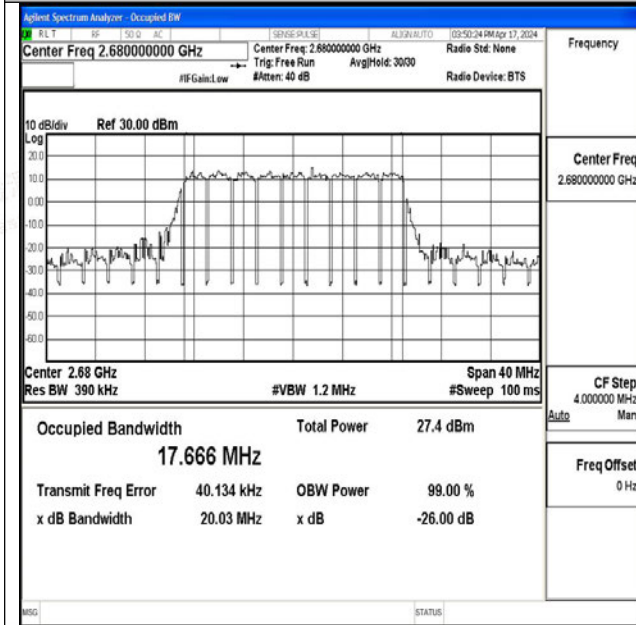 Agilent Spectrum Analyzer - Occupied BW
RL T RF 50 Ω AC SENSE:PULSE ALIGNAUTO 03:50:24 PM Apr 17, 2024
Center Freq 2.680000000 GHz
Center Freq: 2.680000000 GHz
Radio Std: None
Trig: Free Run Avg|Hold: 30/30
#IFGain:Low #Atten: 40 dB Radio Device: BTS
Frequency
10 dB/div Ref 30.00 dBm
Log
20.0
10.0
0.00
-10.0
-20.0
-30.0
-40.0
-50.0
-60.0
Center 2.68 GHz Span 40 MHz
Res BW 390 kHz #VBW 1.2 MHz #Sweep 100 ms
Occupied Bandwidth Total Power 27.4 dBm
17.666 MHz
Transmit Freq Error 40.134 kHz OBW Power 99.00 %
x dB Bandwidth 20.03 MHz x dB -26.00 dB
Center Freq
2.680000000 GHz
CF Step
4.000000 MHz
Auto Man
Freq Offset
0 Hz
MSG STATUS